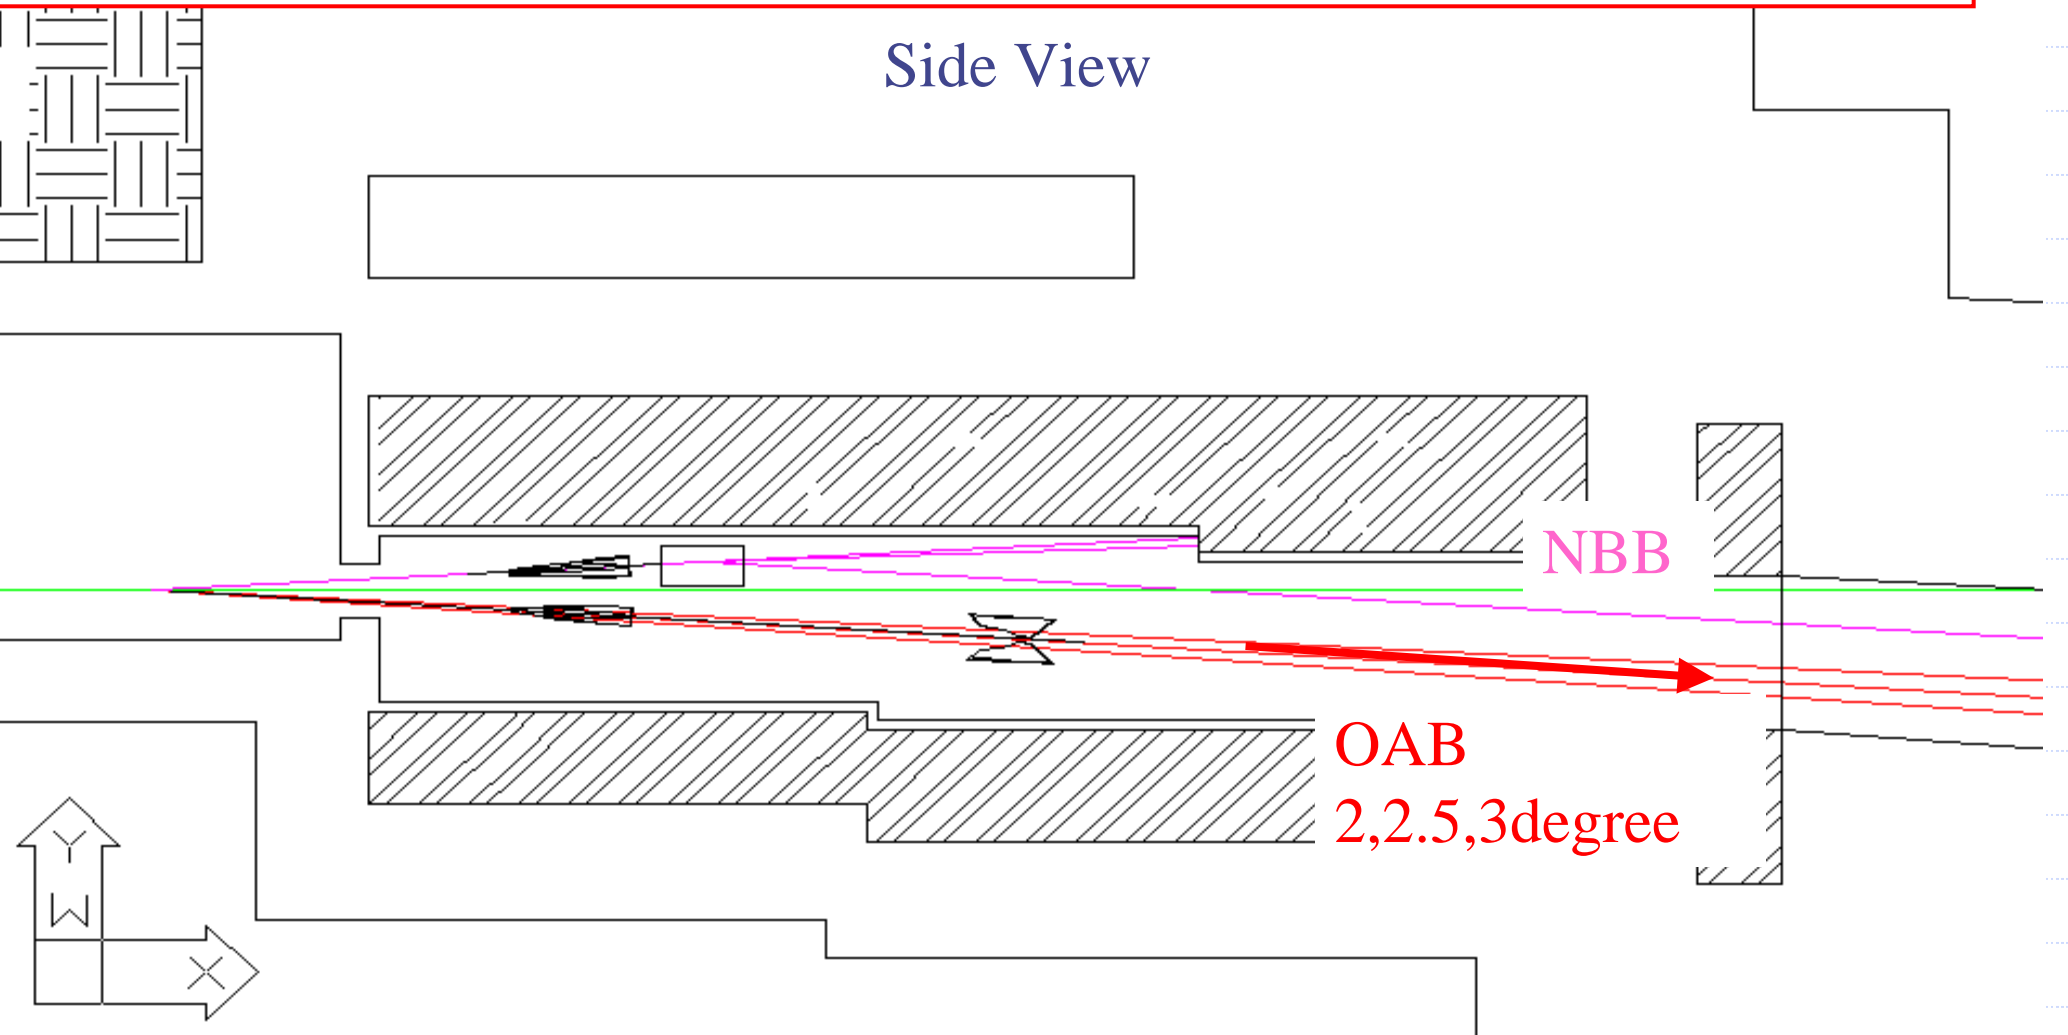 Side View
NBB
OAB
2,2.5,3degree
Y
W
X